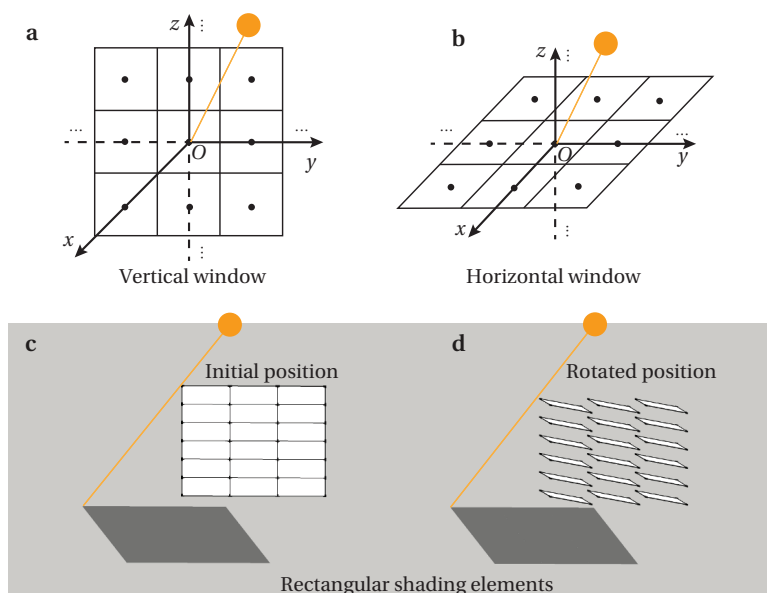 a
z
...
...
...
O
y
x
...
Vertical window
b
z
...
...
...
O
y
x
...
Horizontal window
c
Initial position
d
Rotated position
Rectangular shading elements